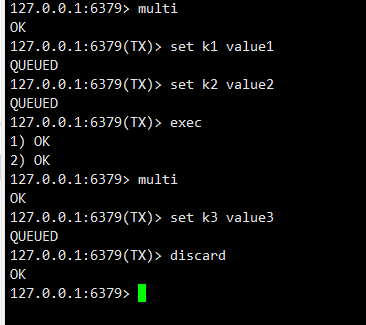 127.0.0.1:6379> multi
OK
127.0.0.1:6379(TX)> set k1 value1
QUEUED
127.0.0.1:6379(TX)> set k2 value2
QUEUED
127.0.0.1:6379(TX)> exec
1) OK
2) OK
127.0.0.1:6379> multi
OK
127.0.0.1:6379(TX)> set k3 value3
QUEUED
127.0.0.1:6379(TX)> discard
OK
127.0.0.1:6379>